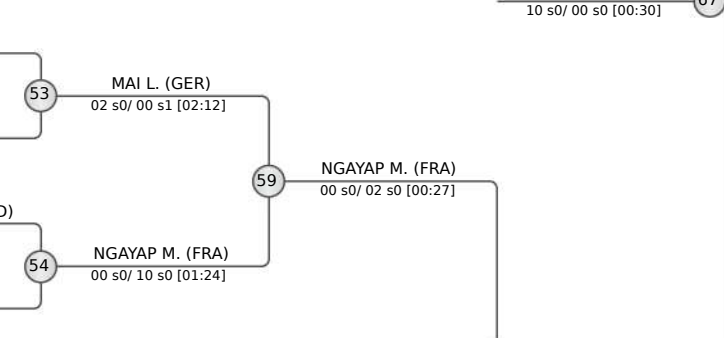 10 s0/ 00 s0 [00:30]
MAI L. (GER)
53
02 s0/ 00 s1 [02:12]
NGAYAP M. (FRA)
59
00 s0/ 02 s0 [00:27]
D)
NGAYAP M. (FRA)
54
00 s0/ 10 s0 [01:24]